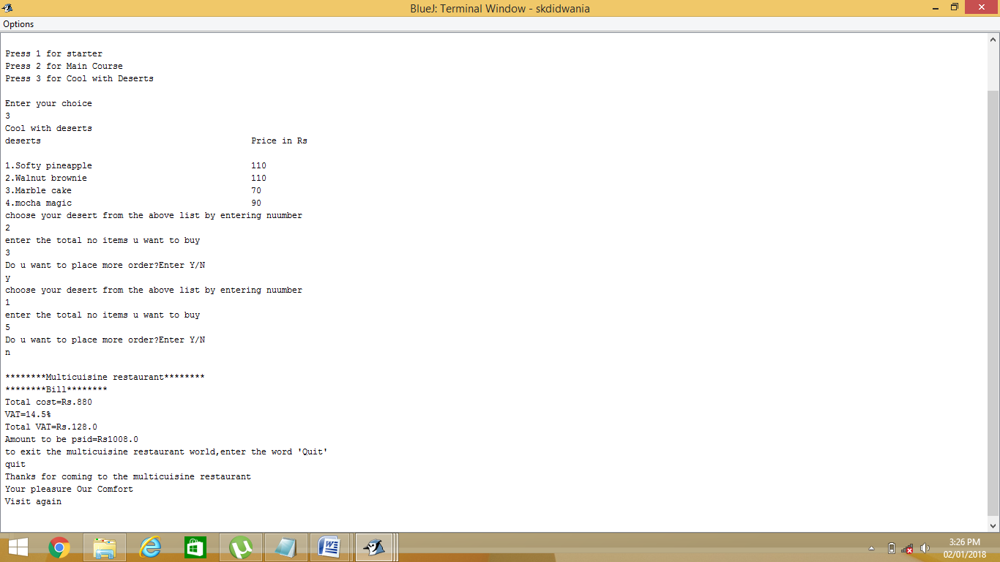 BlueJ: Terminal Window - skdidwania
Options
Press 1 for starter
Press 2 for Main Course
Press 3 for Cool with Deserts
Enter your choice
3
Cool with deserts
deserts Price in Rs
1.Softy pineapple 110
2.Walnut brownie 110
3.Marble cake 70
4.mocha magic 90
choose your desert from the above list by entering nuumber
2
enter the total no items u want to buy
3
Do u want to place more order?Enter Y/N
y
choose your desert from the above list by entering nuumber
1
enter the total no items u want to buy
5
Do u want to place more order?Enter Y/N
n
********Multicuisine restaurant********
********Bill********
Total cost=Rs.880
VAT=14.5%
Total VAT=Rs.128.0
Amount to be psid=Rs1008.0
to exit the multicuisine restaurant world,enter the word 'Quit'
quit
Thanks for coming to the multicuisine restaurant
Your pleasure Our Comfort
Visit again
3:26 PM
02/01/2018